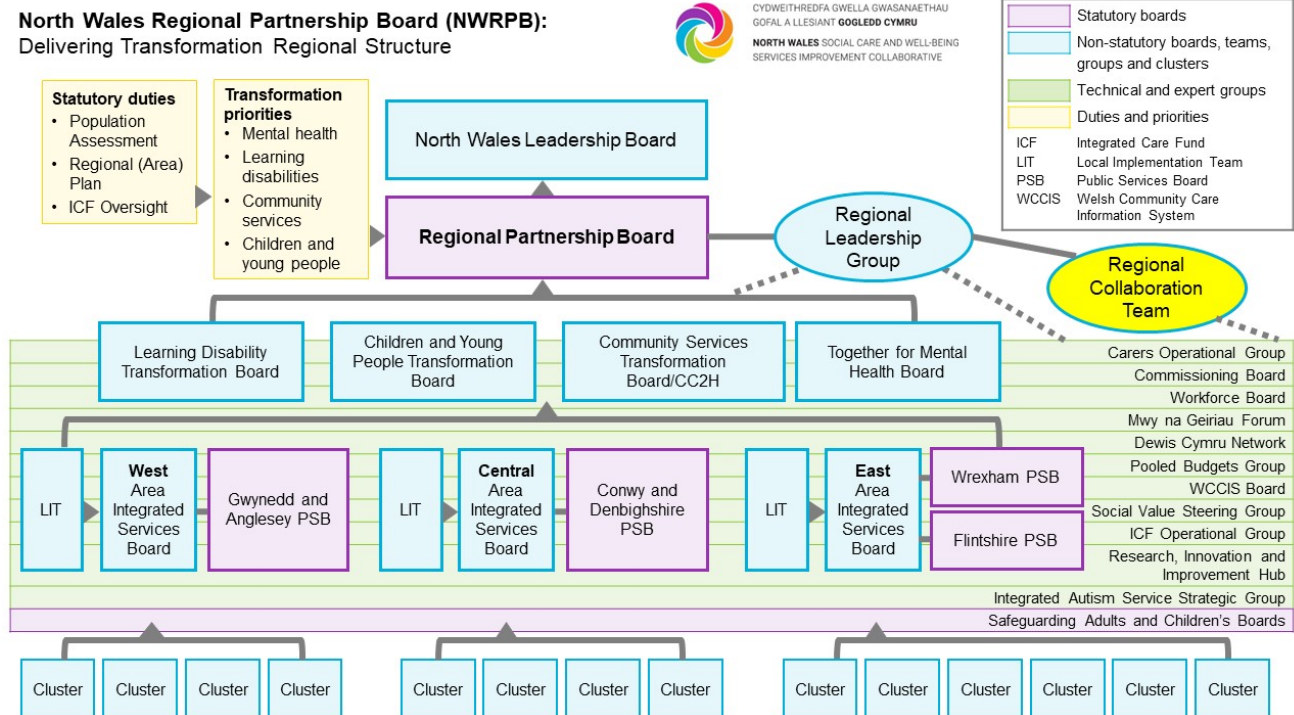 North Wales Regional Partnership Board (NWRPB):
Delivering Transformation Regional Structure
CYDWEITHREDFA GWELLA GWASANAETHAU
GOFAL A LLESIANT GOGLEDD CYMRU
NORTH WALES SOCIAL CARE AND WELL-BEING
SERVICES IMPROVEMENT COLLABORATIVE
Statutory boards
Non-statutory boards, teams,
groups and clusters
Technical and expert groups
Duties and priorities
ICF Integrated Care Fund
LIT Local Implementation Team
PSB Public Services Board
WCCIS Welsh Community Care
Information System
Statutory duties
• Population
Assessment
• Regional (Area)
Plan
• ICF Oversight
Transformation
priorities
• Mental health
• Learning
disabilities
• Community
services
• Children and
young people
North Wales Leadership Board
Regional Partnership Board
Regional
Leadership
Group
Regional
Collaboration
Team
Learning Disability
Transformation Board
Children and Young
People Transformation
Board
Community Services
Transformation
Board/CC2H
Together for Mental
Health Board
Carers Operational Group
Commissioning Board
Workforce Board
Mwy na Geiriau Forum
Dewis Cymru Network
Pooled Budgets Group
WCCIS Board
Social Value Steering Group
ICF Operational Group
Research, Innovation and
Improvement Hub
Integrated Autism Service Strategic Group
Safeguarding Adults and Children's Boards
LIT
West
Area
Integrated
Services
Board
Gwynedd and
Anglesey PSB
LIT
Central
Area
Integrated
Services
Board
Conwy and
Denbighshire
PSB
LIT
East
Area
Integrated
Services
Board
Wrexham PSB
Flintshire PSB
Cluster
Cluster
Cluster
Cluster
Cluster
Cluster
Cluster
Cluster
Cluster
Cluster
Cluster
Cluster
Cluster
Cluster